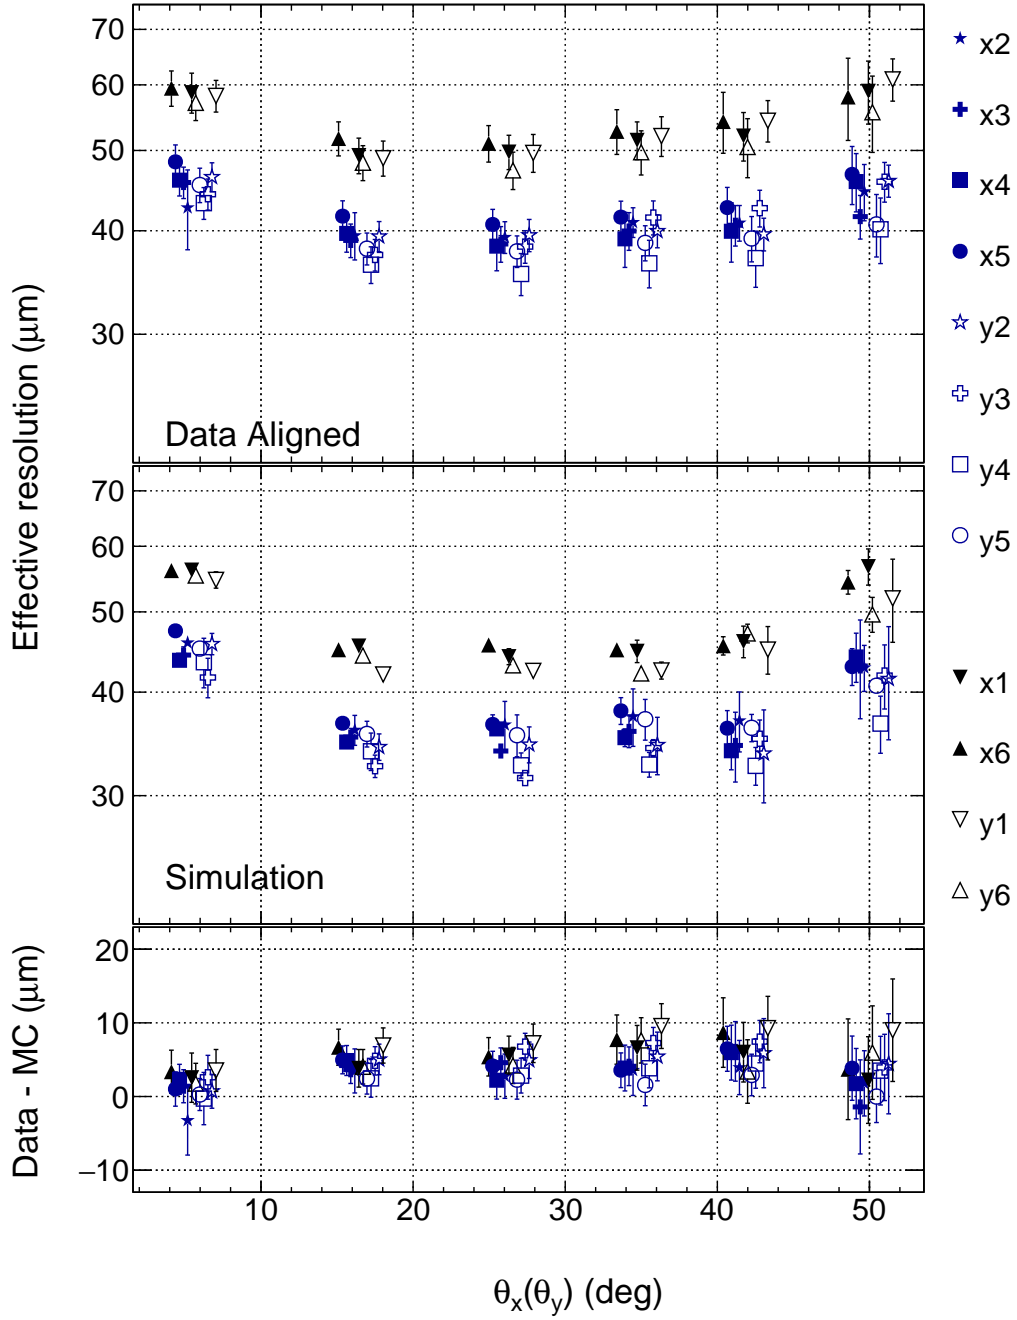 70
60
50
40
30
Data Aligned
Effective resolution (μm)
70
60
50
40
30
Simulation
20
10
0
−10
Data - MC (μm)
10 20 30 40 50
θx(θy) (deg)
x2
x3
x4
x5
y2
y3
y4
y5
x1
x6
y1
y6